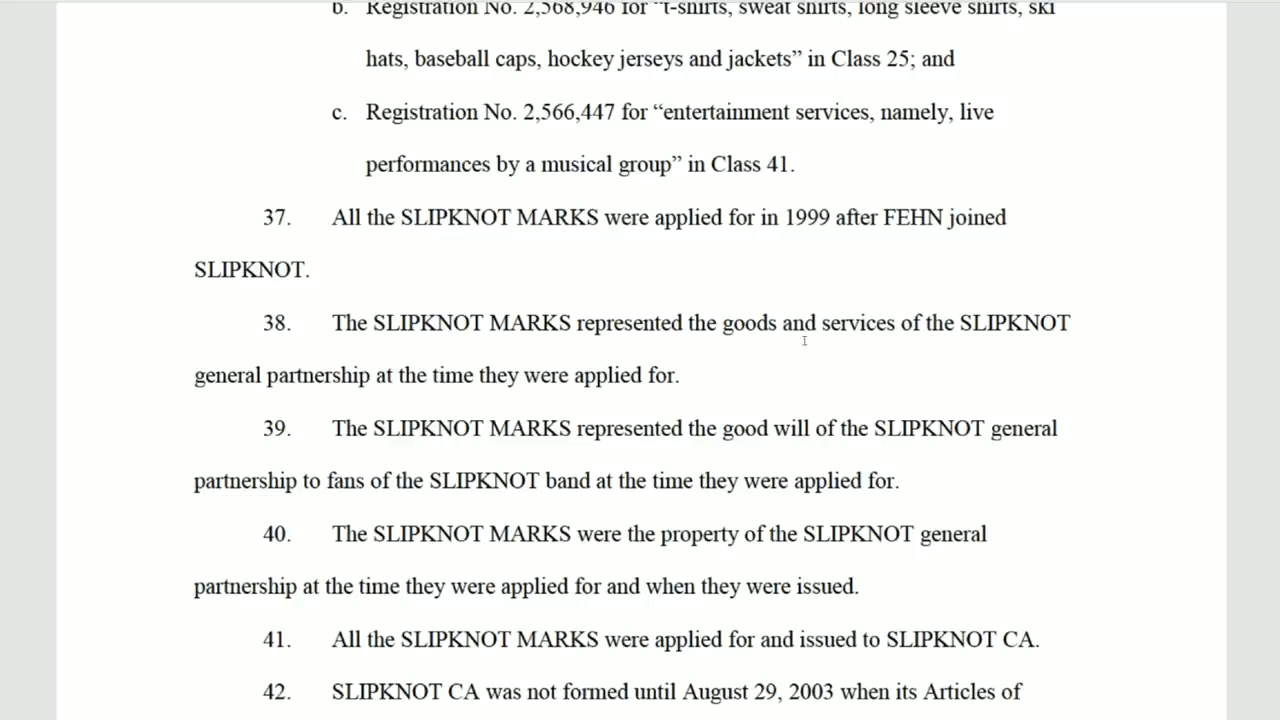 b. Registration No. 2,568,946 for “t-shirts, sweat shirts, long sleeve shirts, ski
hats, baseball caps, hockey jerseys and jackets” in Class 25; and
c. Registration No. 2,566,447 for “entertainment services, namely, live
performances by a musical group” in Class 41.
37. All the SLIPKNOT MARKS were applied for in 1999 after FEHN joined
SLIPKNOT.
38. The SLIPKNOT MARKS represented the goods and services of the SLIPKNOT
general partnership at the time they were applied for.
39. The SLIPKNOT MARKS represented the good will of the SLIPKNOT general
partnership to fans of the SLIPKNOT band at the time they were applied for.
40. The SLIPKNOT MARKS were the property of the SLIPKNOT general
partnership at the time they were applied for and when they were issued.
41. All the SLIPKNOT MARKS were applied for and issued to SLIPKNOT CA.
42. SLIPKNOT CA was not formed until August 29, 2003 when its Articles of